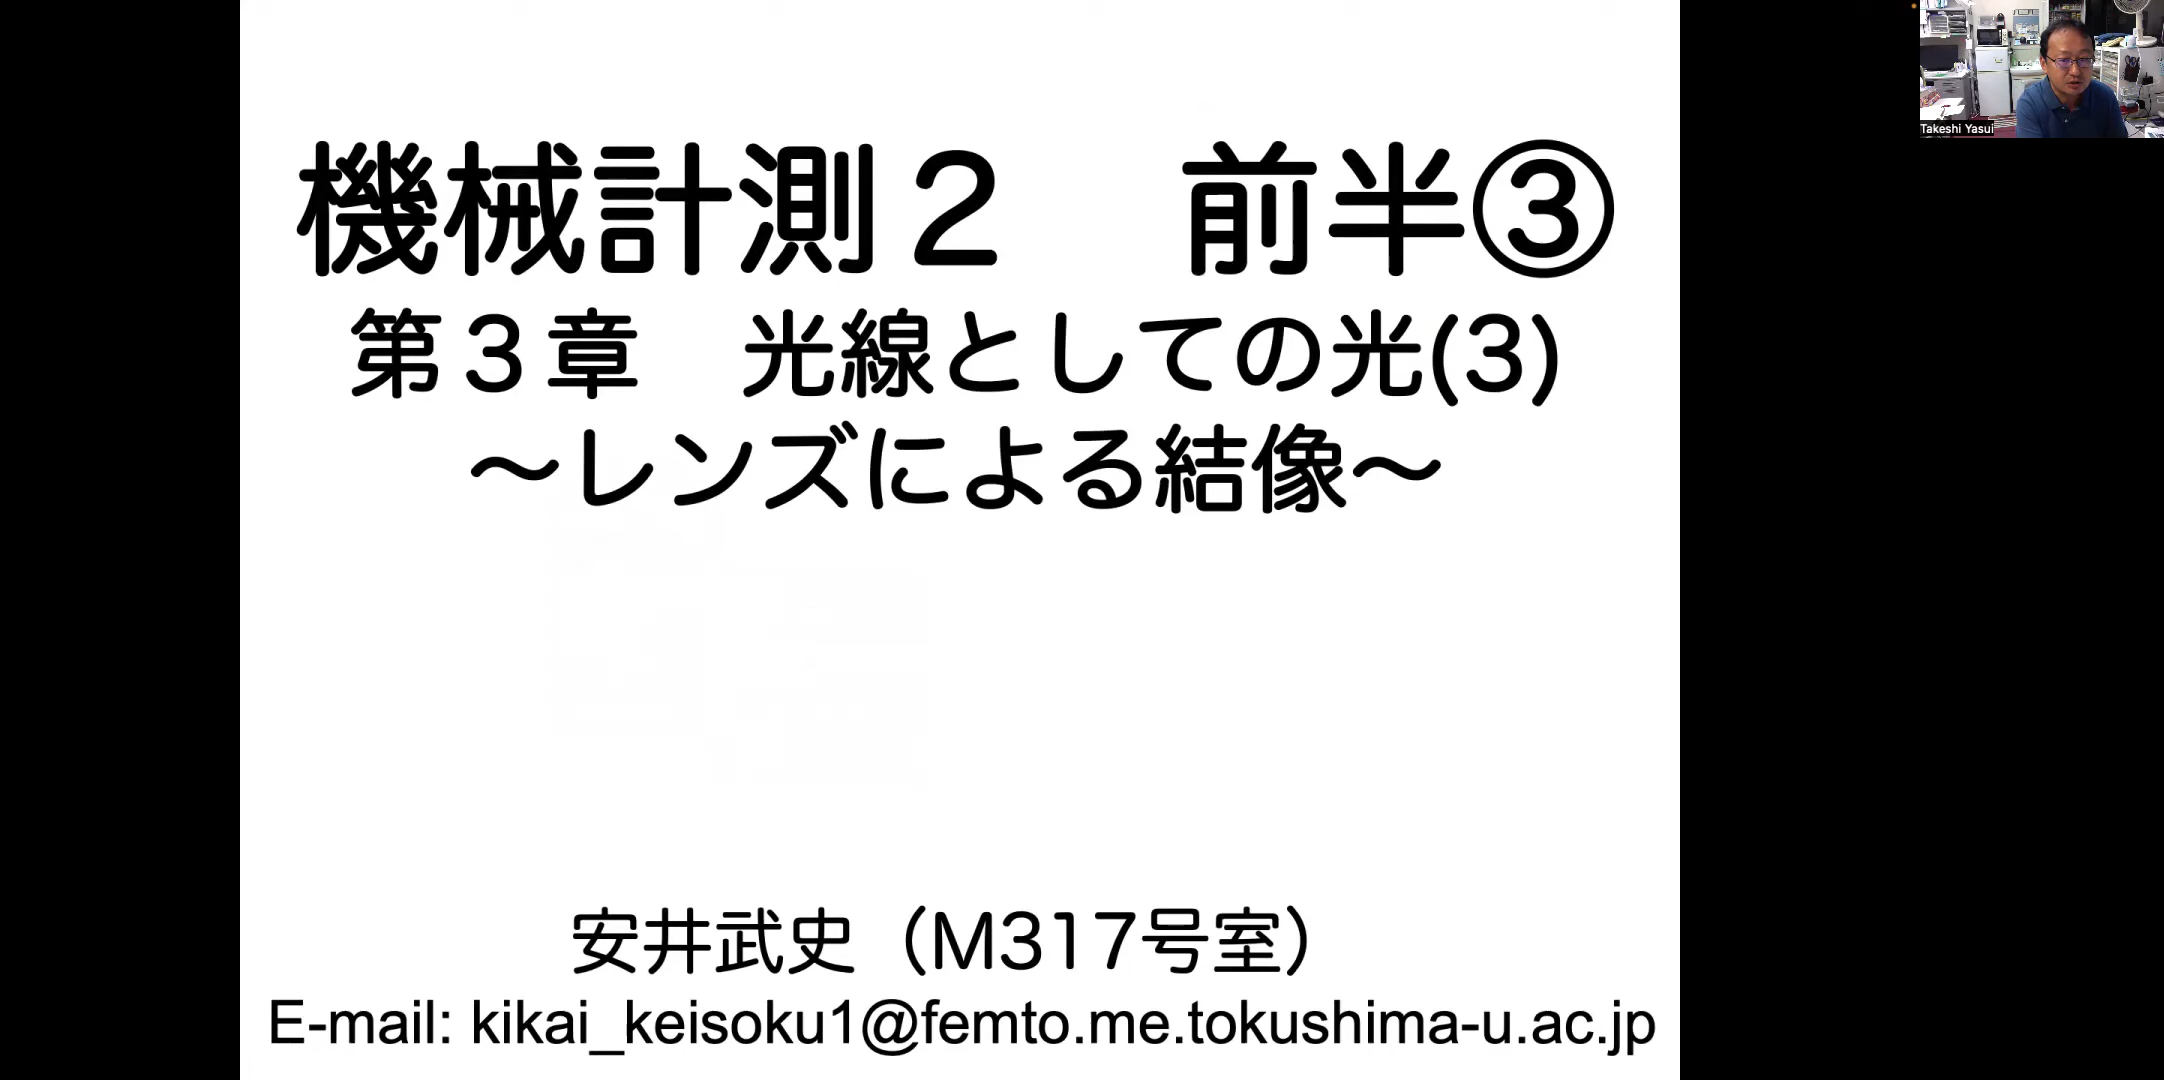 機械計測２　前半③
第３章　光線としての光(3)
〜レンズによる結像〜
安井武史（M317号室）
E-mail: kikai_keisoku1@femto.me.tokushima-u.ac.jp
Takeshi Yasui